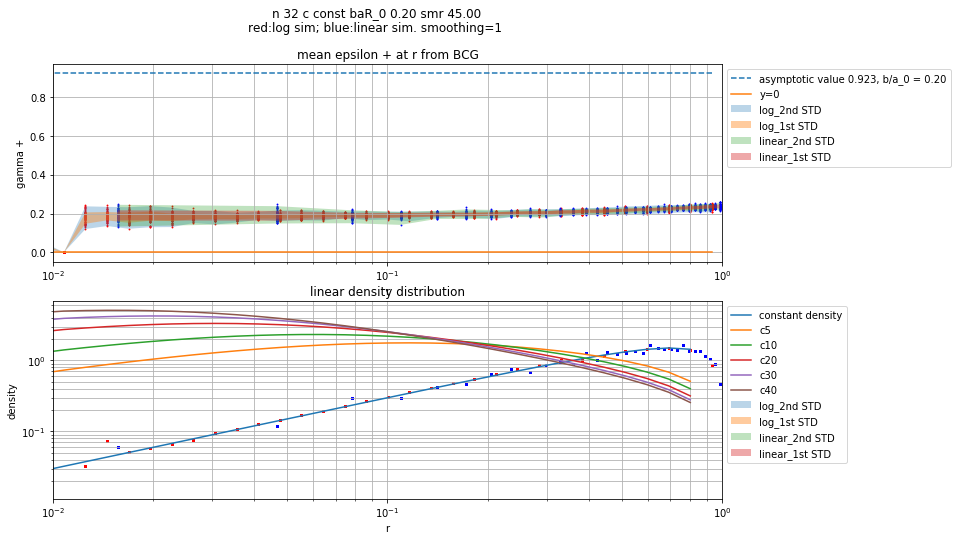 n 32 c const baR_0 0.20 smr 45.00
red:log sim; blue:linear sim. smoothing=1
mean epsilon + at r from BCG
gamma +
0.8
0.6
0.4
0.2
0.0
10⁻²
10⁻¹
10⁰
asymptotic value 0.923, b/a_0 = 0.20
y=0
log_2nd STD
log_1st STD
linear_2nd STD
linear_1st STD
linear density distribution
density
10⁰
10⁻¹
10⁻²
10⁻¹
10⁰
r
constant density
c5
c10
c20
c30
c40
log_2nd STD
log_1st STD
linear_2nd STD
linear_1st STD